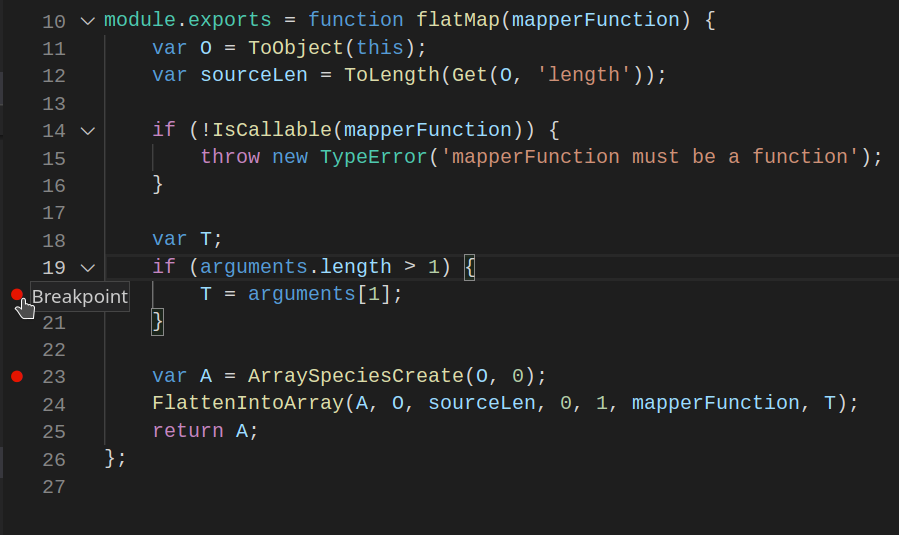 10 module.exports = function flatMap(mapperFunction) {
11     var O = ToObject(this);
12     var sourceLen = ToLength(Get(O, 'length'));
13
14     if (!IsCallable(mapperFunction)) {
15         throw new TypeError('mapperFunction must be a function');
16     }
17
18     var T;
19     if (arguments.length > 1) {
Breakpoint         T = arguments[1];
21     }
22
23     var A = ArraySpeciesCreate(O, 0);
24     FlattenIntoArray(A, O, sourceLen, 0, 1, mapperFunction, T);
25     return A;
26 };
27